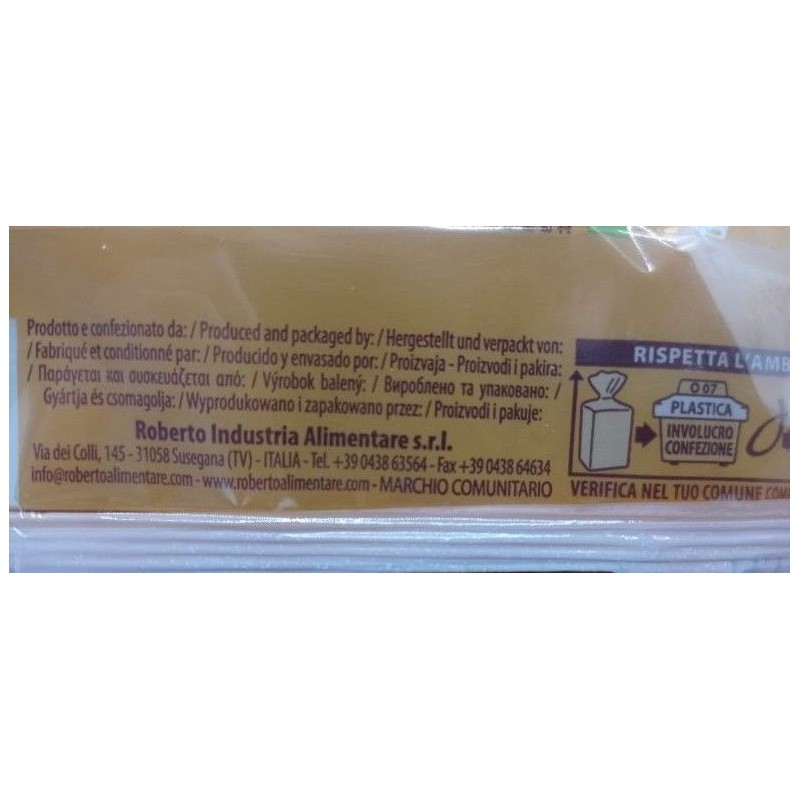 Prodotto e confezionato da: / Produced and packaged by: / Hergestellt und verpackt von:
/ Fabriqué et conditionné par: / Producido y envasado por: / Proizvaja - Proizvodi i pakira:
/ Παράγεται και συσκευάζεται από: / Výrobok balený: / Вироблено та упаковано: /
Gyártja és csomagolja: / Wyprodukowano i zapakowano przez: / Proizvodi i pakuje:
Roberto Industria Alimentare s.r.l.
Via dei Colli, 145 - 31058 Susegana (TV) - ITALIA - Tel. +39 0438 63564 - Fax +39 0438 64634
info@robertoalimentare.com - www.robertoalimentare.com - MARCHIO COMUNITARIO
RISPETTA L'AMB
O 07
PLASTICA
INVOLUCRO
CONFEZIONE
VERIFICA NEL TUO COMUNE COM